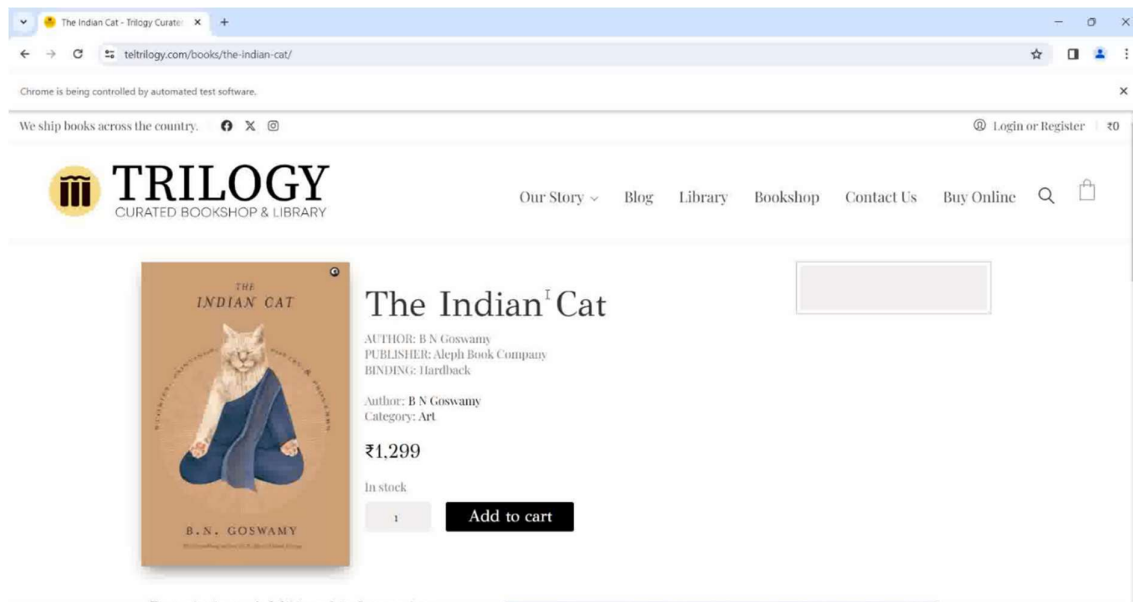 The Indian Cat - Trilogy Curate
teltrilogy.com/books/the-indian-cat/
Chrome is being controlled by automated test software.
We ship books across the country.
Login or Register
₹0
TRILOGY
CURATED BOOKSHOP & LIBRARY
Our Story
Blog
Library
Bookshop
Contact Us
Buy Online
THE
INDIAN CAT
B.N. GOSWAMY
The Indian Cat
AUTHOR: B N Goswamy
PUBLISHER: Aleph Book Company
BINDING: Hardback
Author: B N Goswamy
Category: Art
₹1,299
In stock
1
Add to cart